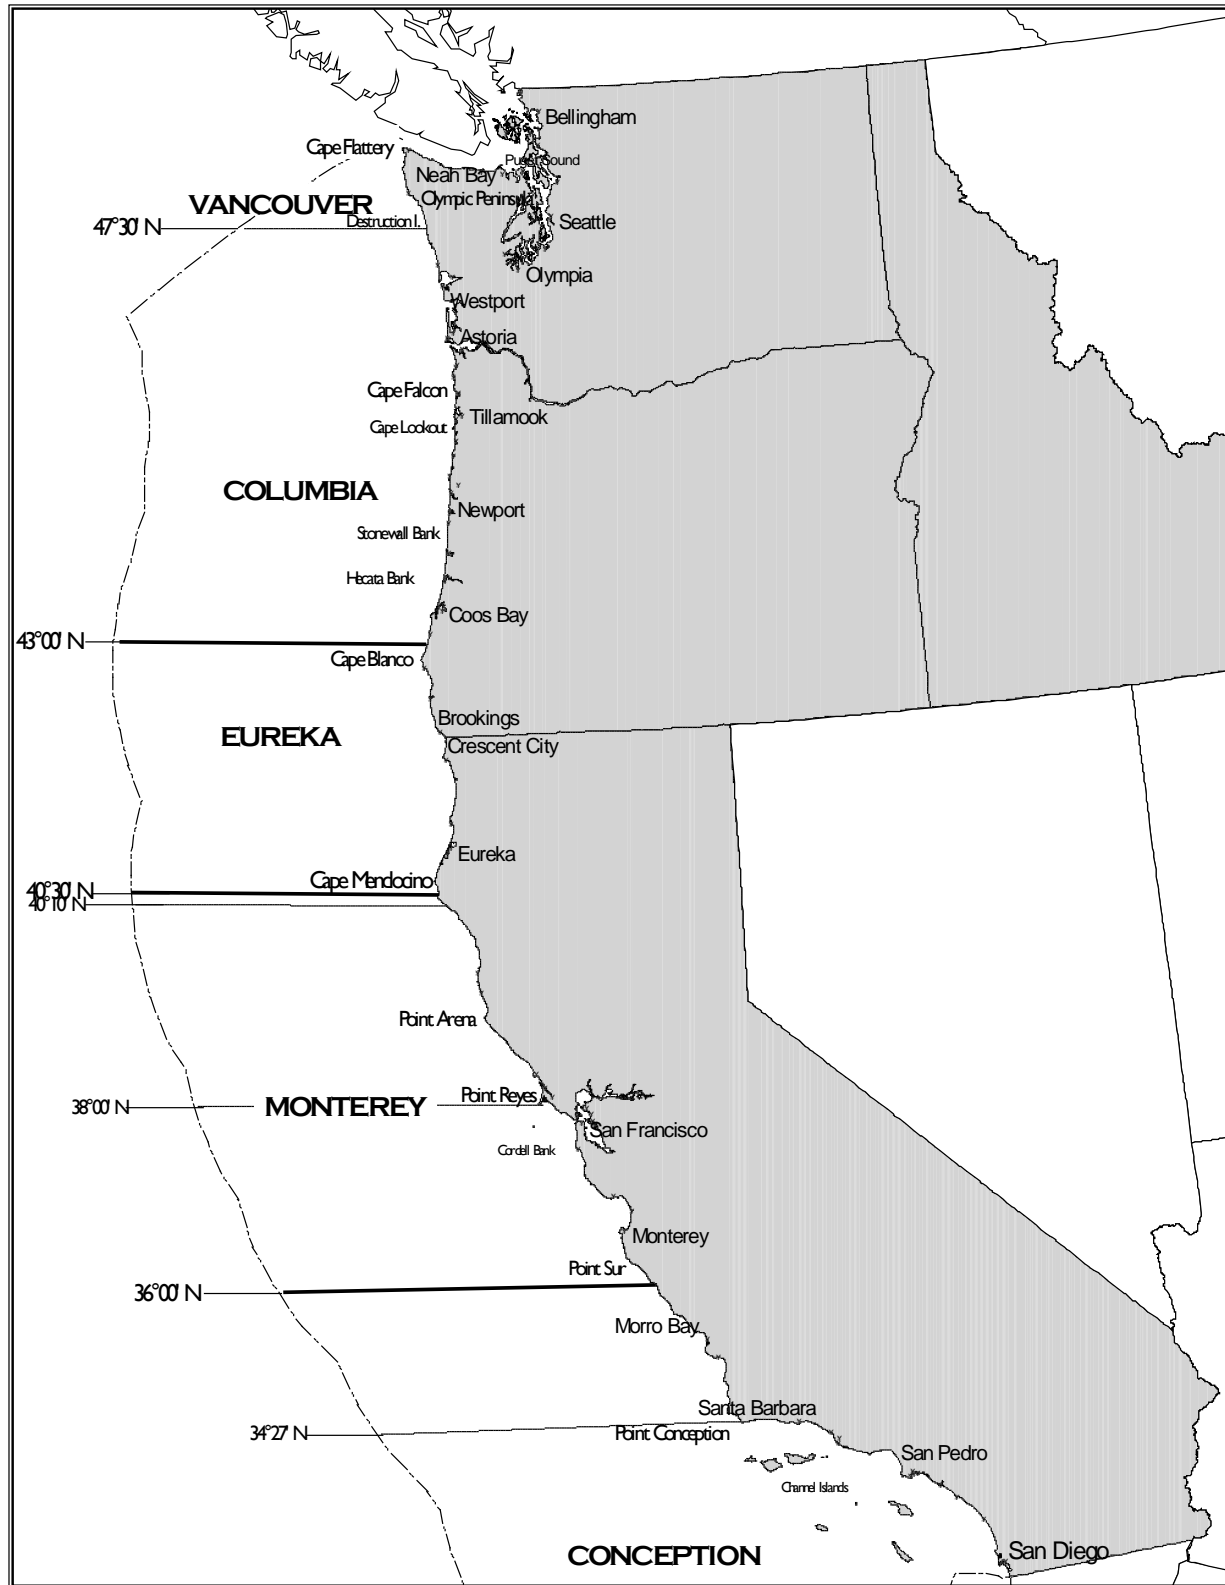 Bellingham
Cape Flattery
Puget Sound
Neah Bay
Olympic Peninsula
VANCOUVER
Destruction I.
Seattle
47°30' N
Olympia
Westport
Astoria
Cape Falcon
Tillamook
Cape Lookout
COLUMBIA
Newport
Stonewall Bank
Hecata Bank
Coos Bay
43°00' N
Cape Blanco
Brookings
EUREKA
Crescent City
Eureka
Cape Mendocino
40°30' N
40°10' N
Point Arena
Point Reyes
38°00' N
MONTEREY
San Francisco
Cordell Bank
Monterey
Point Sur
36°00' N
Morro Bay
Santa Barbara
34°27' N
Point Conception
San Pedro
Channel Islands
CONCEPTION
San Diego